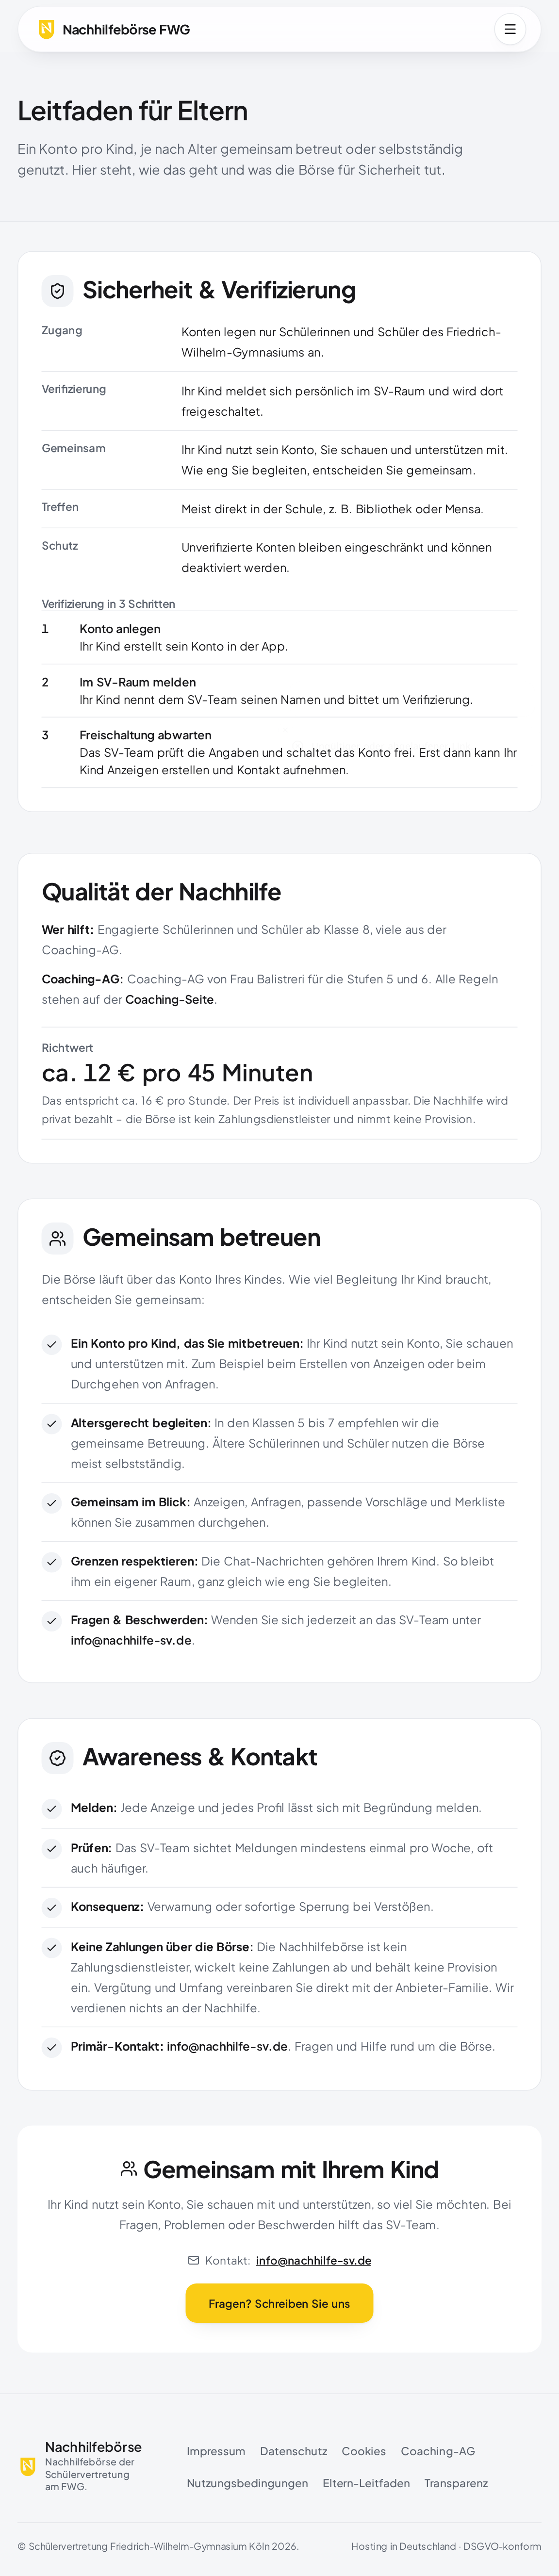 Nachhilfebörse FWG
Leitfaden für Eltern
Ein Konto pro Kind, je nach Alter gemeinsam betreut oder selbstständig
genutzt. Hier steht, wie das geht und was die Börse für Sicherheit tut.
Sicherheit & Verifizierung
Zugang
Konten legen nur Schülerinnen und Schüler des Friedrich-
Wilhelm-Gymnasiums an.
Verifizierung
Ihr Kind meldet sich persönlich im SV-Raum und wird dort
freigeschaltet.
Gemeinsam
Ihr Kind nutzt sein Konto, Sie schauen und unterstützen mit.
Wie eng Sie begleiten, entscheiden Sie gemeinsam.
Treffen
Meist direkt in der Schule, z. B. Bibliothek oder Mensa.
Schutz
Unverifizierte Konten bleiben eingeschränkt und können
deaktiviert werden.
Verifizierung in 3 Schritten
1 Konto anlegen
Ihr Kind erstellt sein Konto in der App.
2 Im SV-Raum melden
Ihr Kind nennt dem SV-Team seinen Namen und bittet um Verifizierung.
3 Freischaltung abwarten
Das SV-Team prüft die Angaben und schaltet das Konto frei. Erst dann kann Ihr
Kind Anzeigen erstellen und Kontakt aufnehmen.
Qualität der Nachhilfe
Wer hilft: Engagierte Schülerinnen und Schüler ab Klasse 8, viele aus der
Coaching-AG.
Coaching-AG: Coaching-AG von Frau Balistreri für die Stufen 5 und 6. Alle Regeln
stehen auf der Coaching-Seite.
Richtwert
ca. 12 € pro 45 Minuten
Das entspricht ca. 16 € pro Stunde. Der Preis ist individuell anpassbar. Die Nachhilfe wird
privat bezahlt – die Börse ist kein Zahlungsdienstleister und nimmt keine Provision.
Gemeinsam betreuen
Die Börse läuft über das Konto Ihres Kindes. Wie viel Begleitung Ihr Kind braucht,
entscheiden Sie gemeinsam:
Ein Konto pro Kind, das Sie mitbetreuen: Ihr Kind nutzt sein Konto, Sie schauen
und unterstützen mit. Zum Beispiel beim Erstellen von Anzeigen oder beim
Durchgehen von Anfragen.
Altersgerecht begleiten: In den Klassen 5 bis 7 empfehlen wir die
gemeinsame Betreuung. Ältere Schülerinnen und Schüler nutzen die Börse
meist selbstständig.
Gemeinsam im Blick: Anzeigen, Anfragen, passende Vorschläge und Merkliste
können Sie zusammen durchgehen.
Grenzen respektieren: Die Chat-Nachrichten gehören Ihrem Kind. So bleibt
ihm ein eigener Raum, ganz gleich wie eng Sie begleiten.
Fragen & Beschwerden: Wenden Sie sich jederzeit an das SV-Team unter
info@nachhilfe-sv.de.
Awareness & Kontakt
Melden: Jede Anzeige und jedes Profil lässt sich mit Begründung melden.
Prüfen: Das SV-Team sichtet Meldungen mindestens einmal pro Woche, oft
auch häufiger.
Konsequenz: Verwarnung oder sofortige Sperrung bei Verstößen.
Keine Zahlungen über die Börse: Die Nachhilfebörse ist kein
Zahlungsdienstleister, wickelt keine Zahlungen ab und behält keine Provision
ein. Vergütung und Umfang vereinbaren Sie direkt mit der Anbieter-Familie. Wir
verdienen nichts an der Nachhilfe.
Primär-Kontakt: info@nachhilfe-sv.de. Fragen und Hilfe rund um die Börse.
Gemeinsam mit Ihrem Kind
Ihr Kind nutzt sein Konto, Sie schauen mit und unterstützen, so viel Sie möchten. Bei
Fragen, Problemen oder Beschwerden hilft das SV-Team.
Kontakt: info@nachhilfe-sv.de
Fragen? Schreiben Sie uns
Nachhilfebörse
Nachhilfebörse der
Schülervertretung
am FWG.
Impressum Datenschutz Cookies Coaching-AG
Nutzungsbedingungen Eltern-Leitfaden Transparenz
© Schülervertretung Friedrich-Wilhelm-Gymnasium Köln 2026.
Hosting in Deutschland · DSGVO-konform